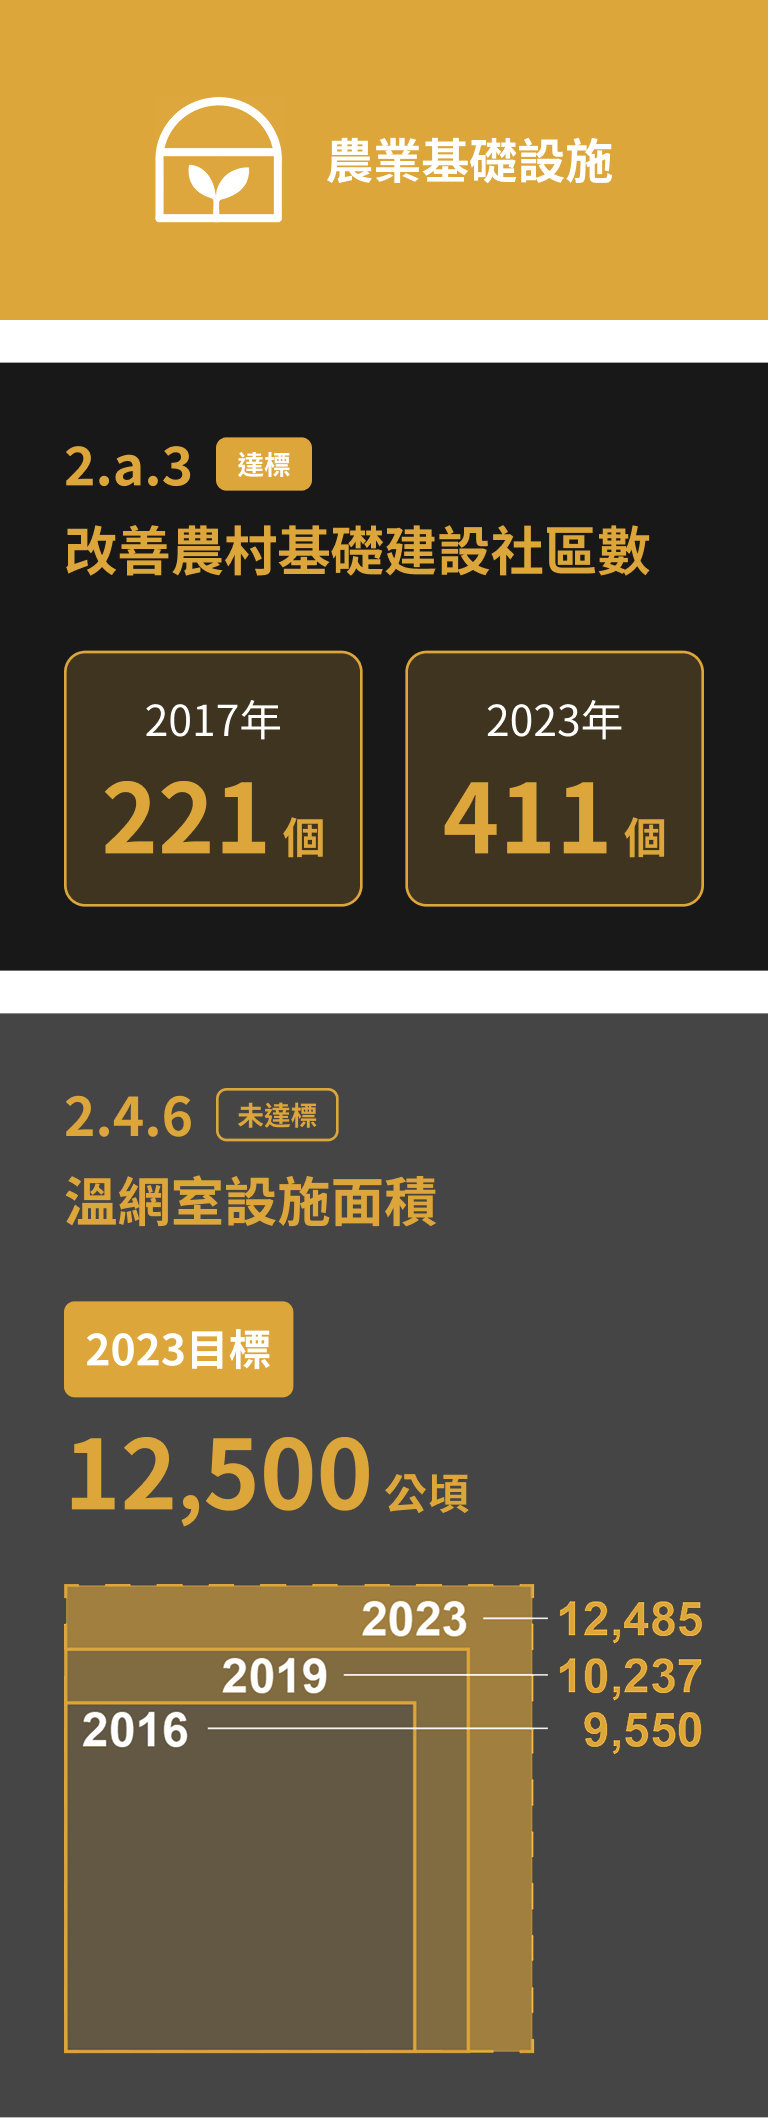 農業基礎設施
2.a.3 達標
改善農村基礎建設社區數
2017年
221 個
2023年
411 個
2.4.6 未達標
溫網室設施面積
2023目標
12,500 公頃
2023 12,485
2019 10,237
2016 9,550